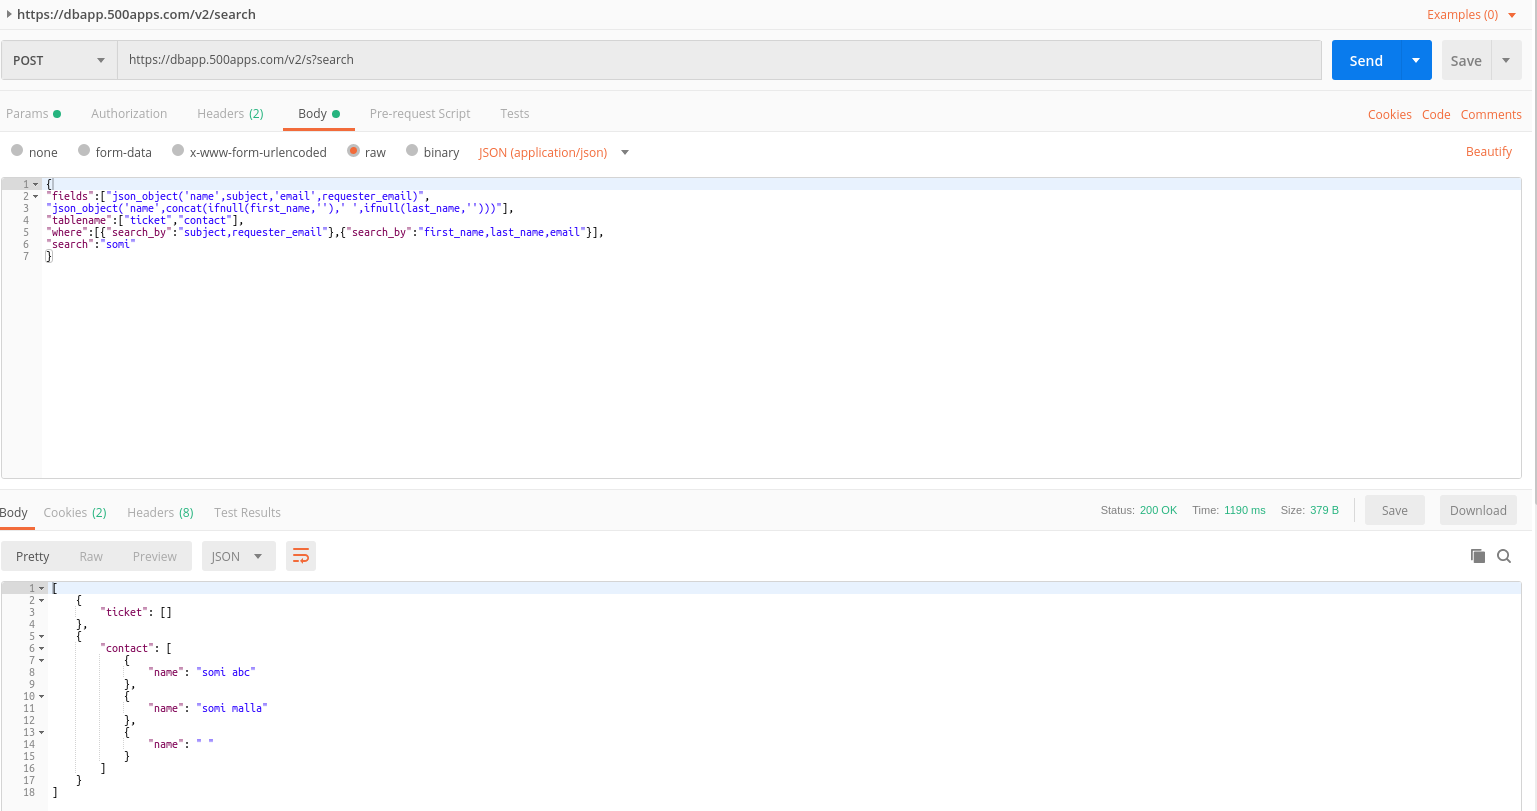 https://dbapp.500apps.com/v2/search
Examples (0)
POST
https://dbapp.500apps.com/v2/s?search
Send
Save
Params
Authorization
Headers (2)
Body
Pre-request Script
Tests
Cookies
Code
Comments
none
form-data
x-www-form-urlencoded
raw
binary
JSON (application/json)
Beautify
1 {
2 "fields":["json_object('name',subject,'email',requester_email)",
3 "json_object('name',concat(ifnull(first_name,''),' ',ifnull(last_name,'')))"],
4 "tablename":["ticket","contact"],
5 "where":[{"search_by":"subject,requester_email"},{"search_by":"first_name,last_name,email"}],
6 "search":"somi"
7 }
Body
Cookies (2)
Headers (8)
Test Results
Status: 200 OK
Time: 1190 ms
Size: 379 B
Save
Download
Pretty
Raw
Preview
JSON
1 [
2 {
3 "ticket": []
4 },
5 {
6 "contact": [
7 {
8 "name": "somi abc"
9 },
10 {
11 "name": "somi malla"
12 },
13 {
14 "name": " "
15 }
16 ]
17 }
18 ]